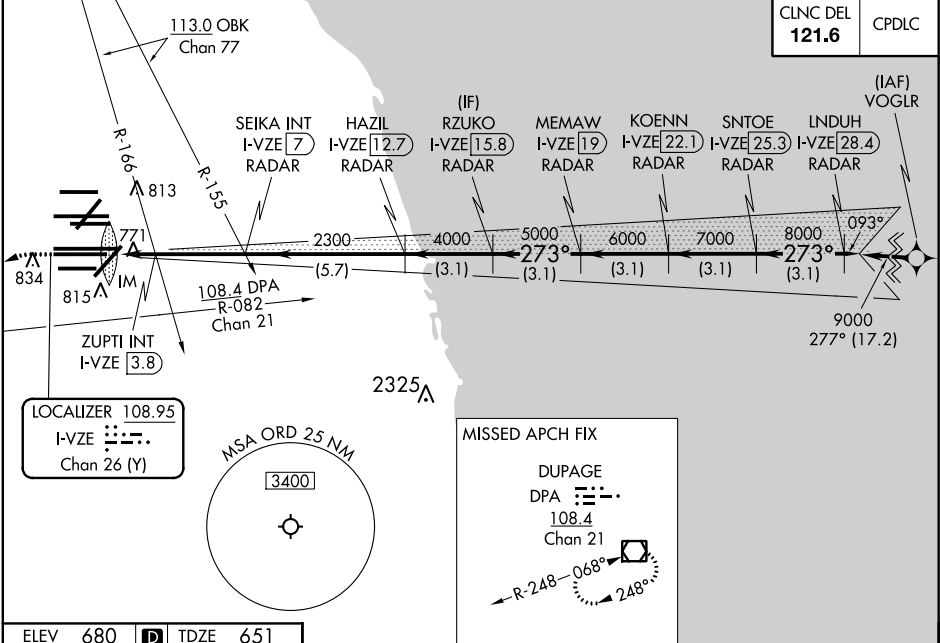 113.0 OBK
Chan 77
CLNC DEL
121.6
CPDLC
(IAF)
VOGLR
SEIKA INT
I-VZE 7
RADAR
HAZIL
I-VZE 12.7
RADAR
(IF)
RZUKO
I-VZE 15.8
RADAR
MEMAW
I-VZE 19
RADAR
KOENN
I-VZE 22.1
RADAR
SNTOE
I-VZE 25.3
RADAR
LNDUH
I-VZE 28.4
RADAR
R-166
R-155
813
771
834
815
IM
2300
4000
5000
6000
7000
8000
093°
273°
273°
(5.7)
(3.1)
(3.1)
(3.1)
(3.1)
(3.1)
9000
277° (17.2)
108.4 DPA
R-082
Chan 21
ZUPTI INT
I-VZE 3.8
2325
LOCALIZER 108.95
I-VZE
Chan 26 (Y)
MSA ORD 25 NM
3400
MISSED APCH FIX
DUPAGE
DPA
108.4
Chan 21
R-248
068°
248°
ELEV 680 D TDZE 651